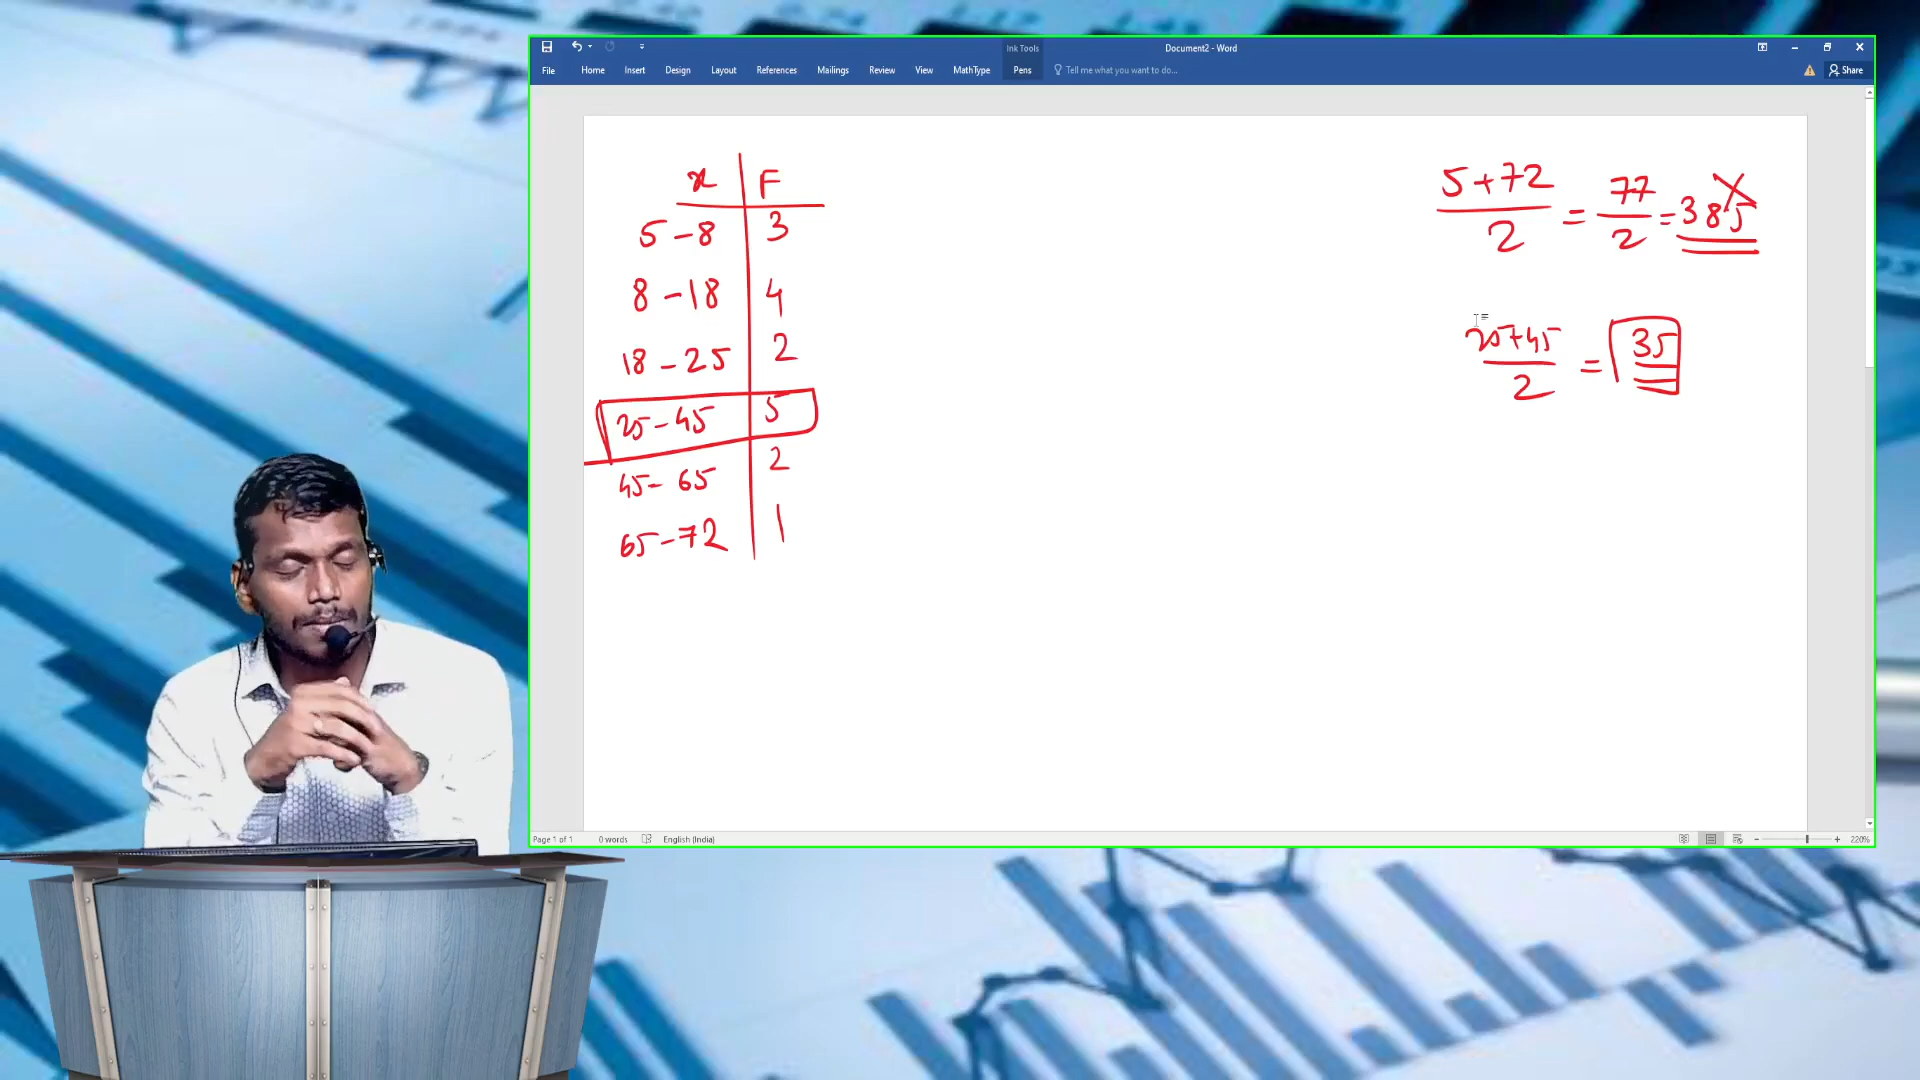 Ink Tools
Document2 - Word
File Home Insert Design Layout References Mailings Review View MathType Pens Tell me what you want to do... Share
x F
5 - 8 3
8 - 18 4
18 - 25 2
25 - 45 5
45 - 65 2
65 - 72 1
5+72
2
=
77
2
= 385
25+45
2
= 35
Page 1 of 1 0 words English (India) 220%